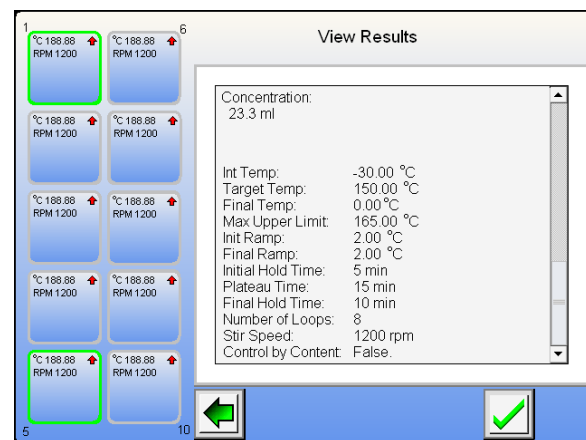 1
6
°C 188.88
RPM 1200
°C 188.88
RPM 1200
°C 188.88
RPM 1200
°C 188.88
RPM 1200
°C 188.88
RPM 1200
°C 188.88
RPM 1200
°C 188.88
RPM 1200
°C 188.88
RPM 1200
°C 188.88
RPM 1200
°C 188.88
RPM 1200
5
10
View Results
Concentration:
23.3 ml
Int Temp: -30.00 °C
Target Temp: 150.00 °C
Final Temp: 0.00°C
Max Upper Limit: 165.00 °C
Init Ramp: 2.00 °C
Final Ramp: 2.00 °C
Initial Hold Time: 5 min
Plateau Time: 15 min
Final Hold Time: 10 min
Number of Loops: 8
Stir Speed: 1200 rpm
Control by Content: False.